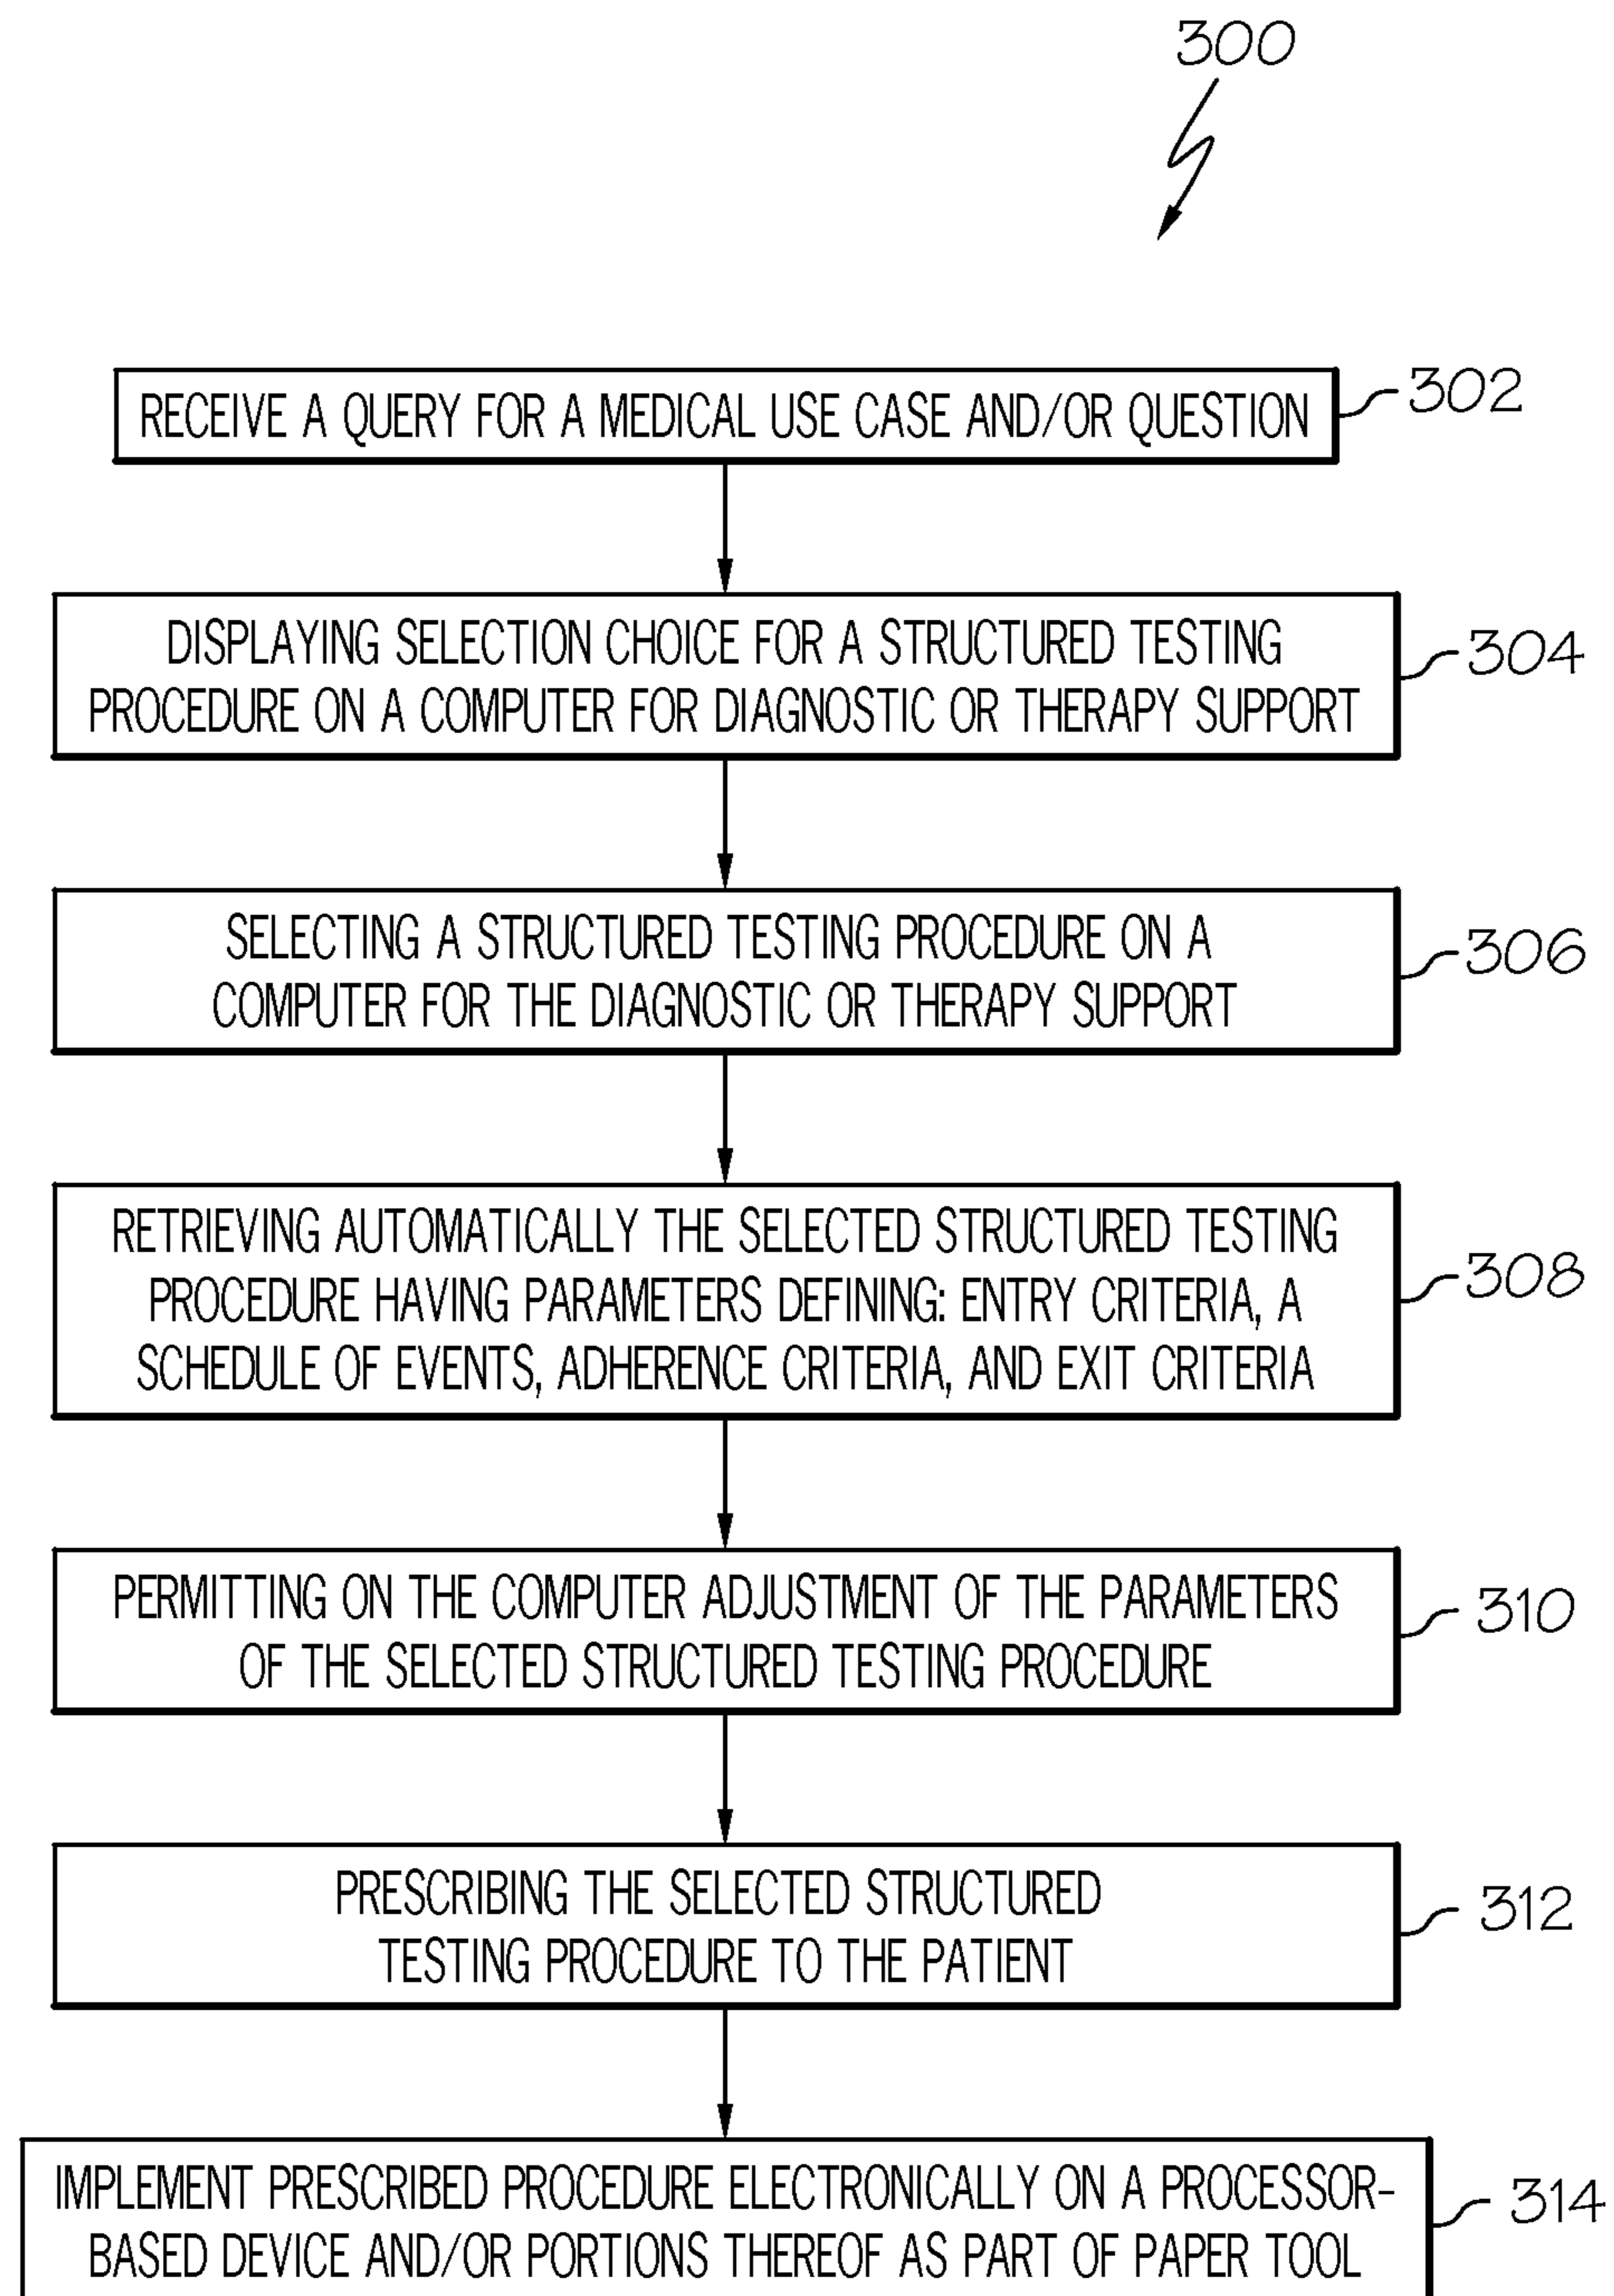 300
RECEIVE A QUERY FOR A MEDICAL USE CASE AND/OR QUESTION
302
DISPLAYING SELECTION CHOICE FOR A STRUCTURED TESTING
PROCEDURE ON A COMPUTER FOR DIAGNOSTIC OR THERAPY SUPPORT
304
SELECTING A STRUCTURED TESTING PROCEDURE ON A
COMPUTER FOR THE DIAGNOSTIC OR THERAPY SUPPORT
306
RETRIEVING AUTOMATICALLY THE SELECTED STRUCTURED TESTING
PROCEDURE HAVING PARAMETERS DEFINING: ENTRY CRITERIA, A
SCHEDULE OF EVENTS, ADHERENCE CRITERIA, AND EXIT CRITERIA
308
PERMITTING ON THE COMPUTER ADJUSTMENT OF THE PARAMETERS
OF THE SELECTED STRUCTURED TESTING PROCEDURE
310
PRESCRIBING THE SELECTED STRUCTURED
TESTING PROCEDURE TO THE PATIENT
312
IMPLEMENT PRESCRIBED PROCEDURE ELECTRONICALLY ON A PROCESSOR-
BASED DEVICE AND/OR PORTIONS THEREOF AS PART OF PAPER TOOL
314